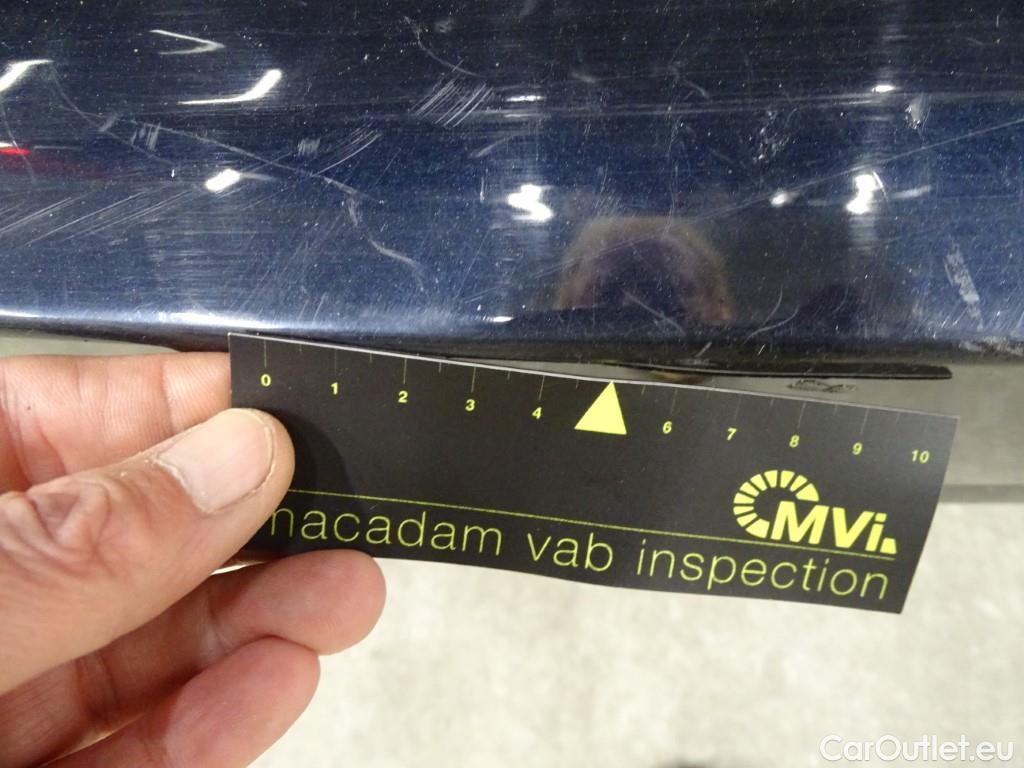 0 1 2 3 4 6 7 8 9 10
MVi
macadam vab inspection
CarOutlet.eu